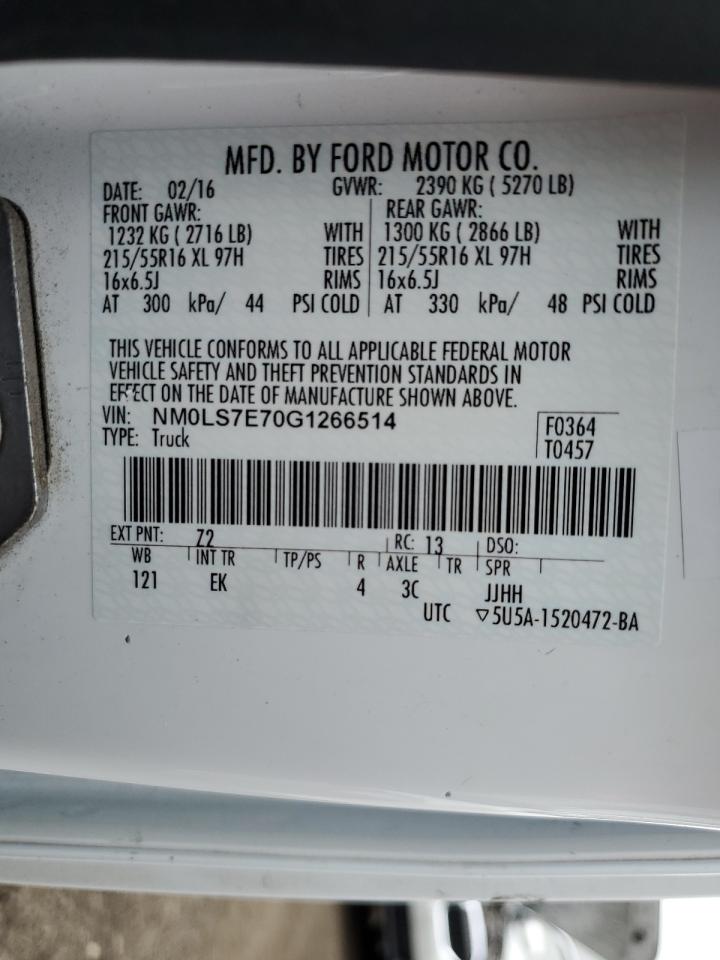 MFD. BY FORD MOTOR CO.
DATE: 02/16 GVWR: 2390 KG ( 5270 LB)
FRONT GAWR: REAR GAWR:
1232 KG ( 2716 LB) WITH 1300 KG ( 2866 LB) WITH
215/55R16 XL 97H TIRES 215/55R16 XL 97H TIRES
16x6.5J RIMS 16x6.5J RIMS
AT 300 kPa/ 44 PSI COLD AT 330 kPa/ 48 PSI COLD
THIS VEHICLE CONFORMS TO ALL APPLICABLE FEDERAL MOTOR
VEHICLE SAFETY AND THEFT PREVENTION STANDARDS IN
EFFECT ON THE DATE OF MANUFACTURE SHOWN ABOVE.
VIN: NM0LS7E70G1266514 F0364
TYPE: Truck T0457
EXT PNT: Z2 RC: 13 DSO:
WB INT TR TP/PS R AXLE TR SPR
121 EK 4 3C JJHH
UTC ▽5U5A-1520472-BA